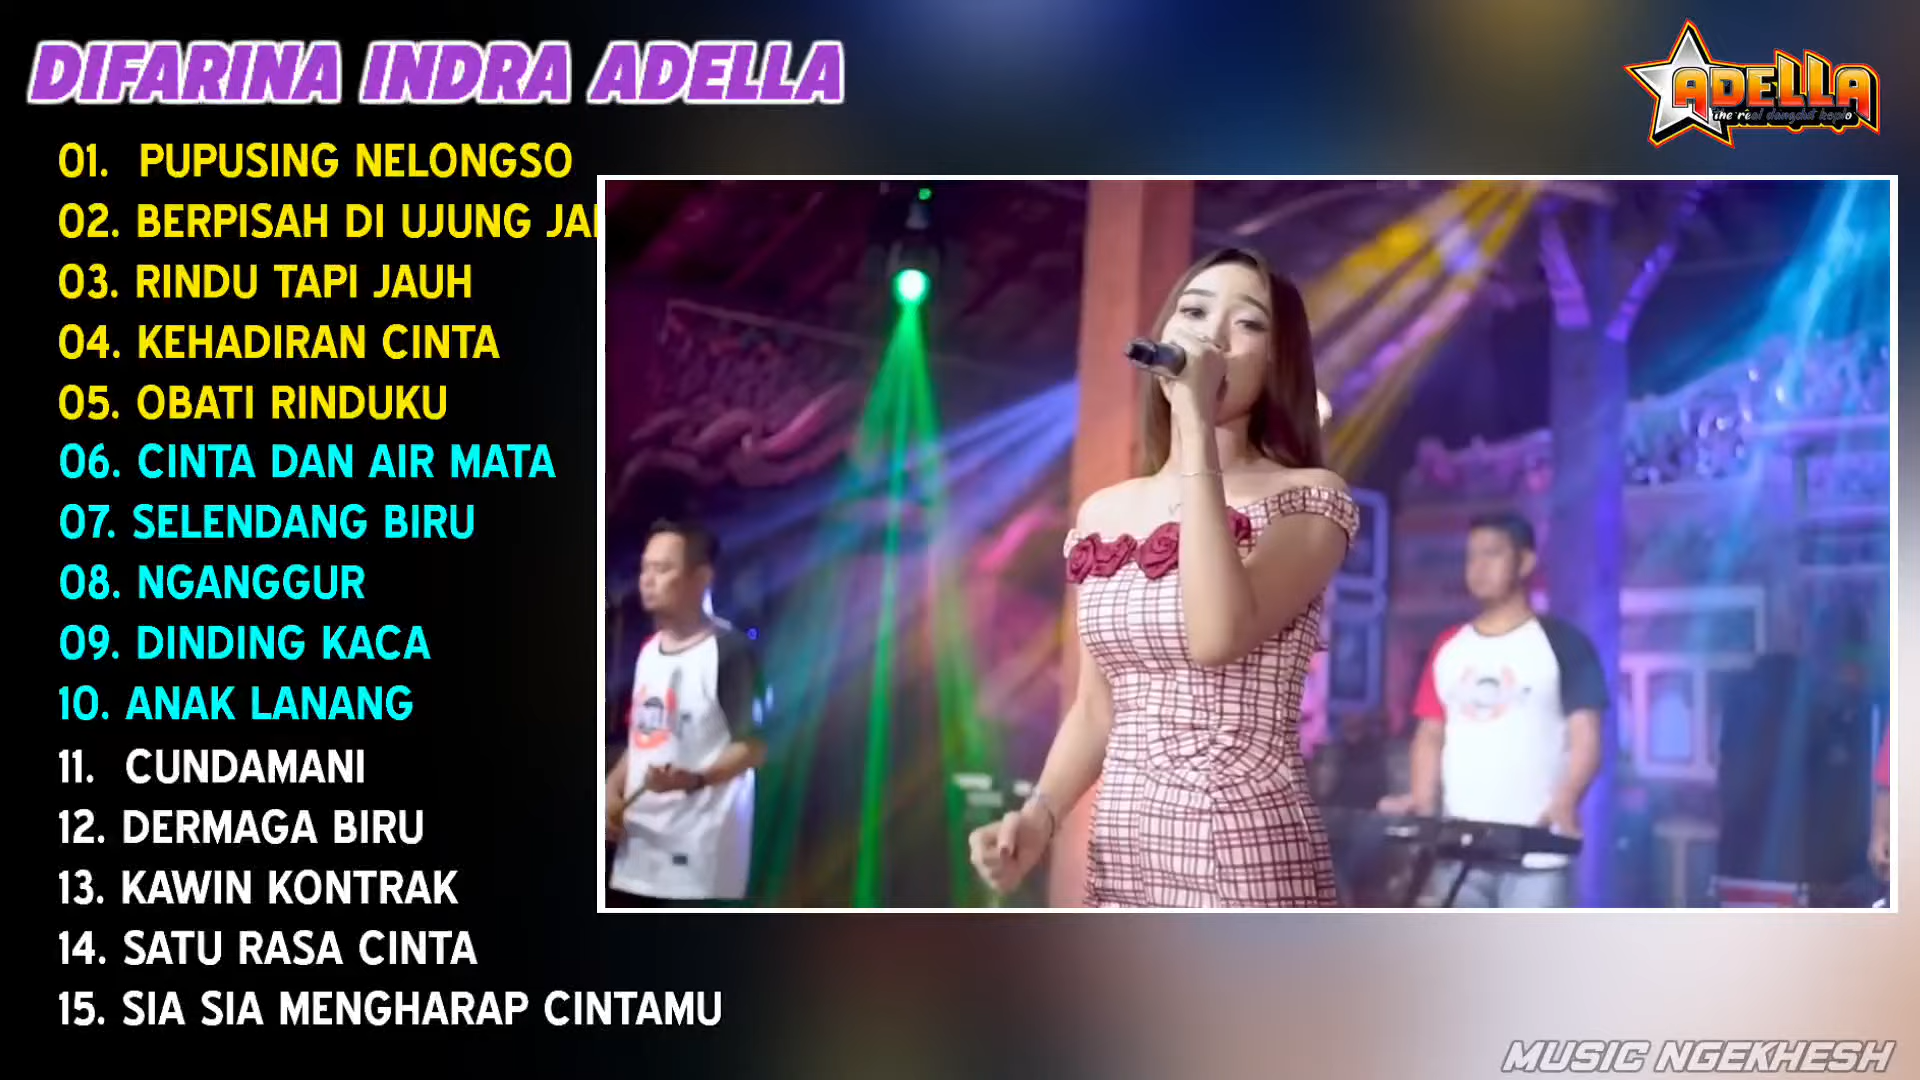 DIFARINA INDRA ADELLA
ADELLA
the real dangdut koplo
01. PUPUSING NELONGSO
02. BERPISAH DI UJUNG
03. RINDU TAPI JAUH
04. KEHADIRAN CINTA
05. OBATI RINDUKU
06. CINTA DAN AIR MATA
07. SELENDANG BIRU
08. NGANGGUR
09. DINDING KACA
10. ANAK LANANG
11. CUNDAMANI
12. DERMAGA BIRU
13. KAWIN KONTRAK
14. SATU RASA CINTA
15. SIA SIA MENGHARAP CINTAMU
MUSIC NGEKHESH